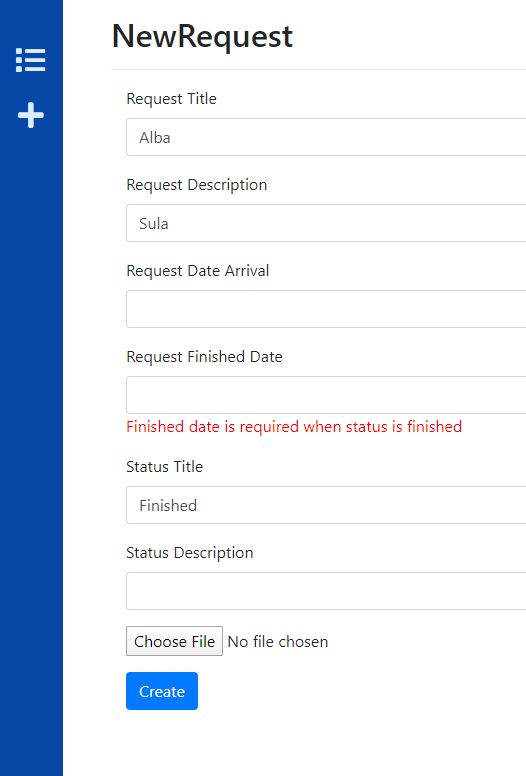 NewRequest
Request Title
Alba
Request Description
Sula
Request Date Arrival
Request Finished Date
Finished date is required when status is finished
Status Title
Finished
Status Description
Choose File No file chosen
Create